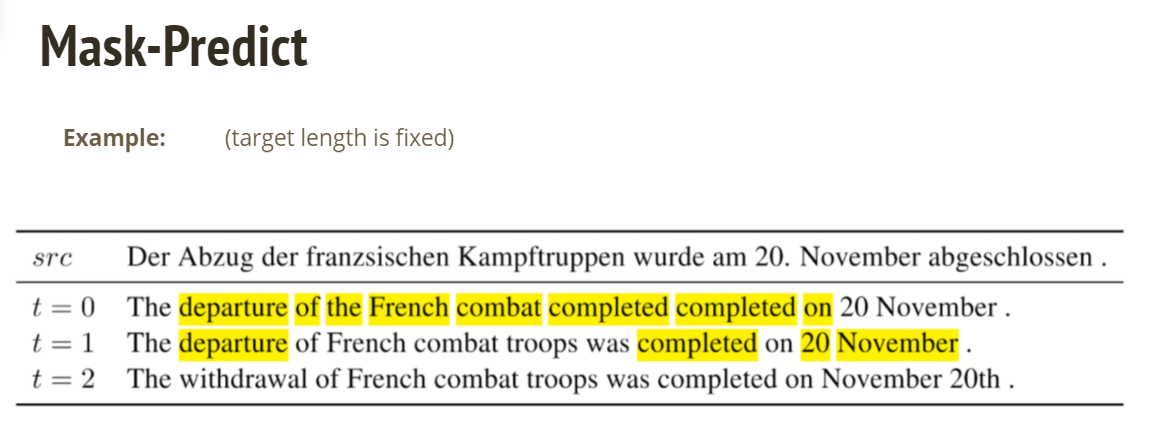 Mask-Predict
Example: (target length is fixed)
src Der Abzug der franzsischen Kampftruppen wurde am 20. November abgeschlossen .
t = 0 The departure of the French combat completed completed on 20 November .
t = 1 The departure of French combat troops was completed on 20 November .
t = 2 The withdrawal of French combat troops was completed on November 20th .